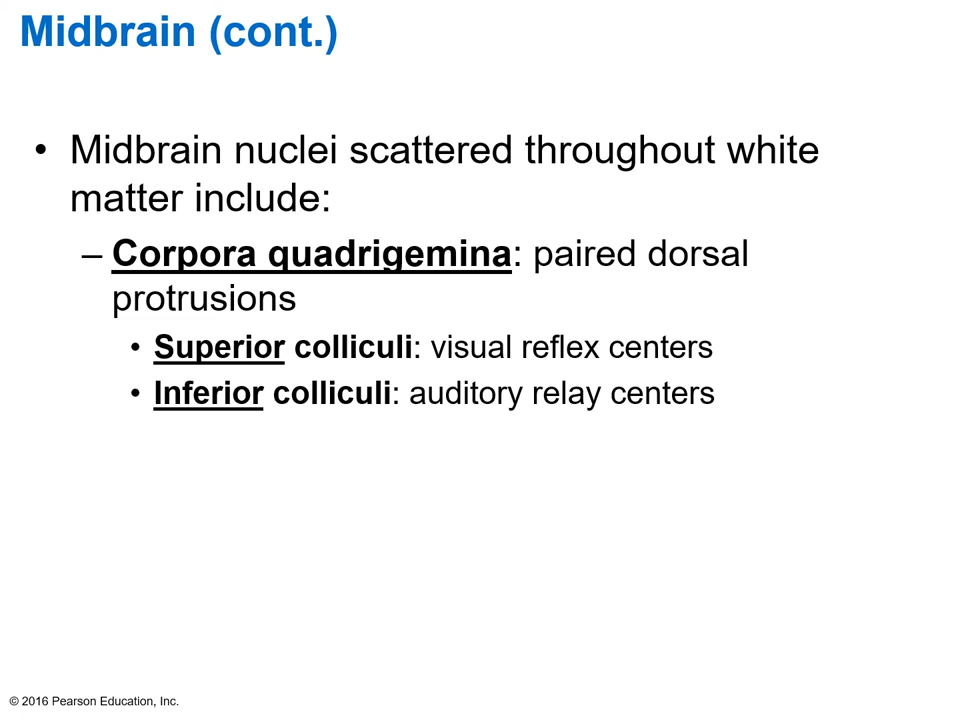 Midbrain (cont.)
• Midbrain nuclei scattered throughout white
matter include:
– Corpora quadrigemina: paired dorsal
protrusions
• Superior colliculi: visual reflex centers
• Inferior colliculi: auditory relay centers
© 2016 Pearson Education, Inc.